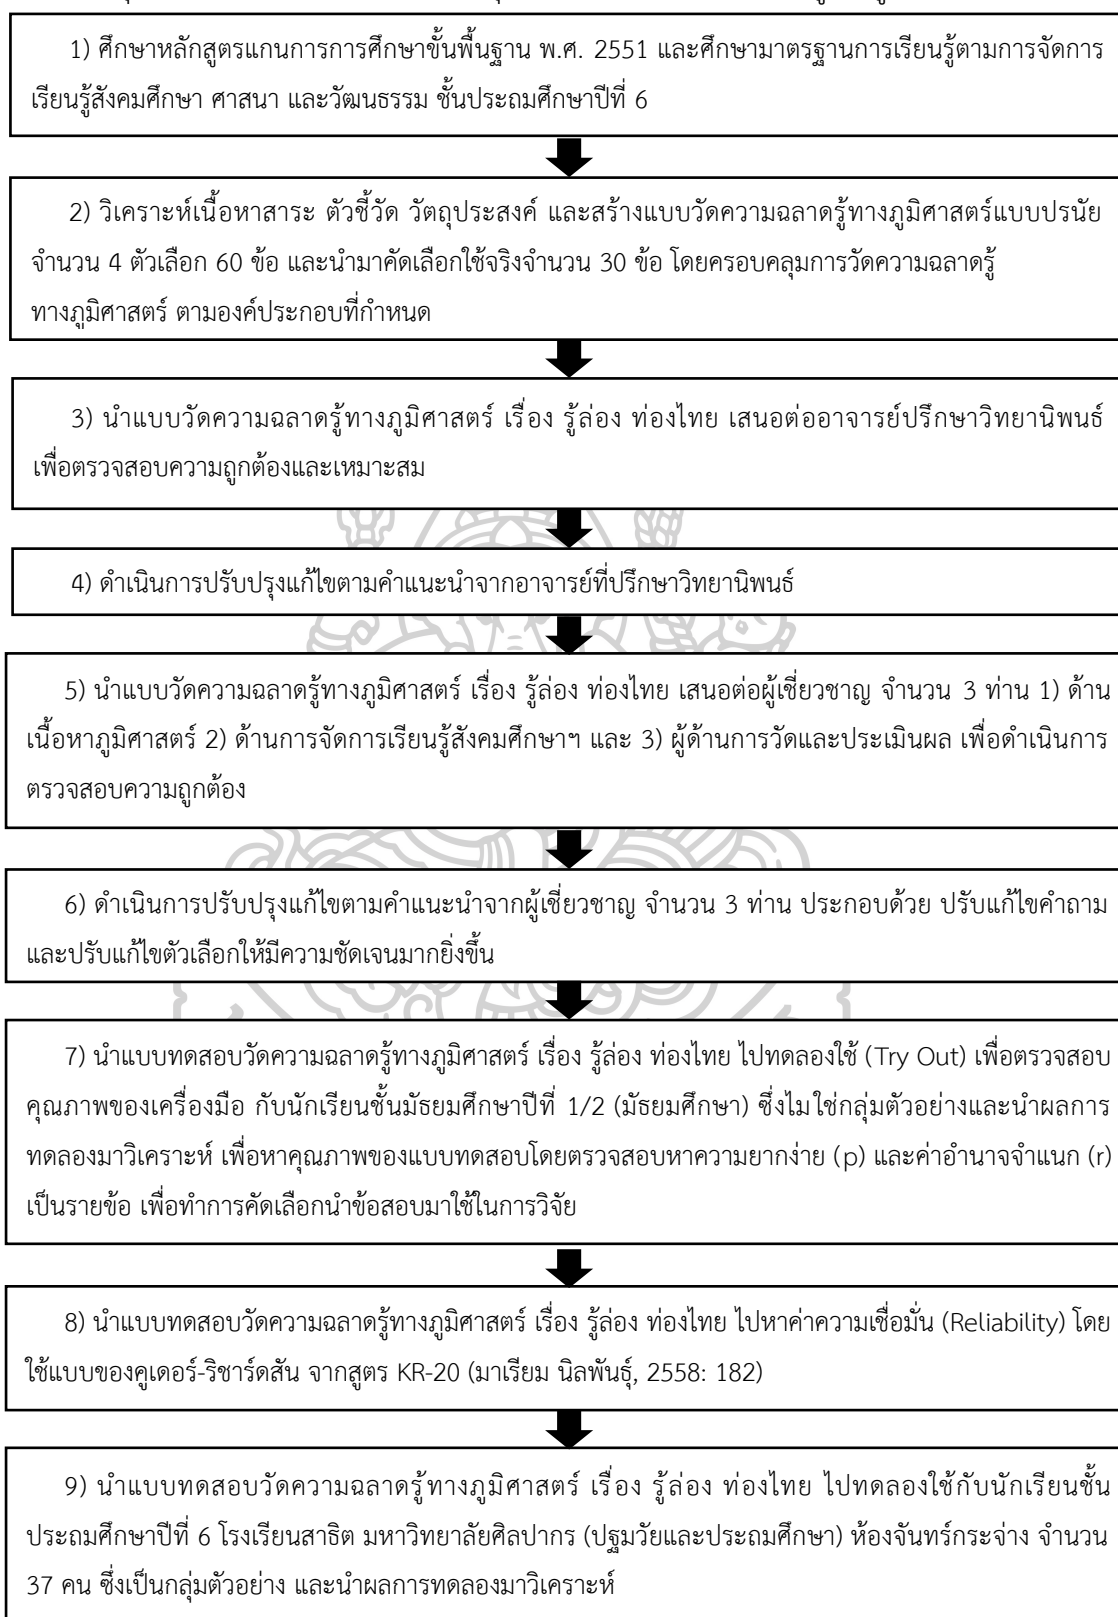 1) ศึกษาหลักสูตรแกนการการศึกษาขั้นพื้นฐาน พ.ศ. 2551 และศึกษามาตรฐานการเรียนรู้ตามการจัดการ
เรียนรู้สังคมศึกษา ศาสนา และวัฒนธรรม ชั้นประถมศึกษาปีที่ 6
2) วิเคราะห์เนื้อหาสาระ ตัวชี้วัด วัตถุประสงค์ และสร้างแบบวัดความฉลาดรู้ทางภูมิศาสตร์แบบปรนัย
จำนวน 4 ตัวเลือก 60 ข้อ และนำมาคัดเลือกใช้จริงจำนวน 30 ข้อ โดยครอบคลุมการวัดความฉลาดรู้
ทางภูมิศาสตร์ ตามองค์ประกอบที่กำหนด
3) นำแบบวัดความฉลาดรู้ทางภูมิศาสตร์ เรื่อง รู้ล่อง ท่องไทย เสนอต่ออาจารย์ปรึกษาวิทยานิพนธ์
เพื่อตรวจสอบความถูกต้องและเหมาะสม
4) ดำเนินการปรับปรุงแก้ไขตามคำแนะนำจากอาจารย์ที่ปรึกษาวิทยานิพนธ์
5) นำแบบวัดความฉลาดรู้ทางภูมิศาสตร์ เรื่อง รู้ล่อง ท่องไทย เสนอต่อผู้เชี่ยวชาญ จำนวน 3 ท่าน 1) ด้าน
เนื้อหาภูมิศาสตร์ 2) ด้านการจัดการเรียนรู้สังคมศึกษาฯ และ 3) ผู้ด้านการวัดและประเมินผล เพื่อดำเนินการ
ตรวจสอบความถูกต้อง
6) ดำเนินการปรับปรุงแก้ไขตามคำแนะนำจากผู้เชี่ยวชาญ จำนวน 3 ท่าน ประกอบด้วย ปรับแก้ไขคำถาม
และปรับแก้ไขตัวเลือกให้มีความชัดเจนมากยิ่งขึ้น
7) นำแบบทดสอบวัดความฉลาดรู้ทางภูมิศาสตร์ เรื่อง รู้ล่อง ท่องไทย ไปทดลองใช้ (Try Out) เพื่อตรวจสอบ
คุณภาพของเครื่องมือ กับนักเรียนชั้นมัธยมศึกษาปีที่ 1/2 (มัธยมศึกษา) ซึ่งไมใช่กลุ่มตัวอย่างและนำผลการ
ทดลองมาวิเคราะห์ เพื่อหาคุณภาพของแบบทดสอบโดยตรวจสอบหาความยากง่าย (p) และค่าอำนาจจำแนก (r)
เป็นรายข้อ เพื่อทำการคัดเลือกนำข้อสอบมาใช้ในการวิจัย
8) นำแบบทดสอบวัดความฉลาดรู้ทางภูมิศาสตร์ เรื่อง รู้ล่อง ท่องไทย ไปหาค่าความเชื่อมั่น (Reliability) โดย
ใช้แบบของคูเดอร์-ริชาร์ดสัน จากสูตร KR-20 (มาเรียม นิลพันธุ์, 2558: 182)
9) นำแบบทดสอบวัดความฉลาดรู้ทางภูมิศาสตร์ เรื่อง รู้ล่อง ท่องไทย ไปทดลองใช้กับนักเรียนชั้น
ประถมศึกษาปีที่ 6 โรงเรียนสาธิต มหาวิทยาลัยศิลปากร (ปฐมวัยและประถมศึกษา) ห้องจันทร์กระจ่าง จำนวน
37 คน ซึ่งเป็นกลุ่มตัวอย่าง และนำผลการทดลองมาวิเคราะห์